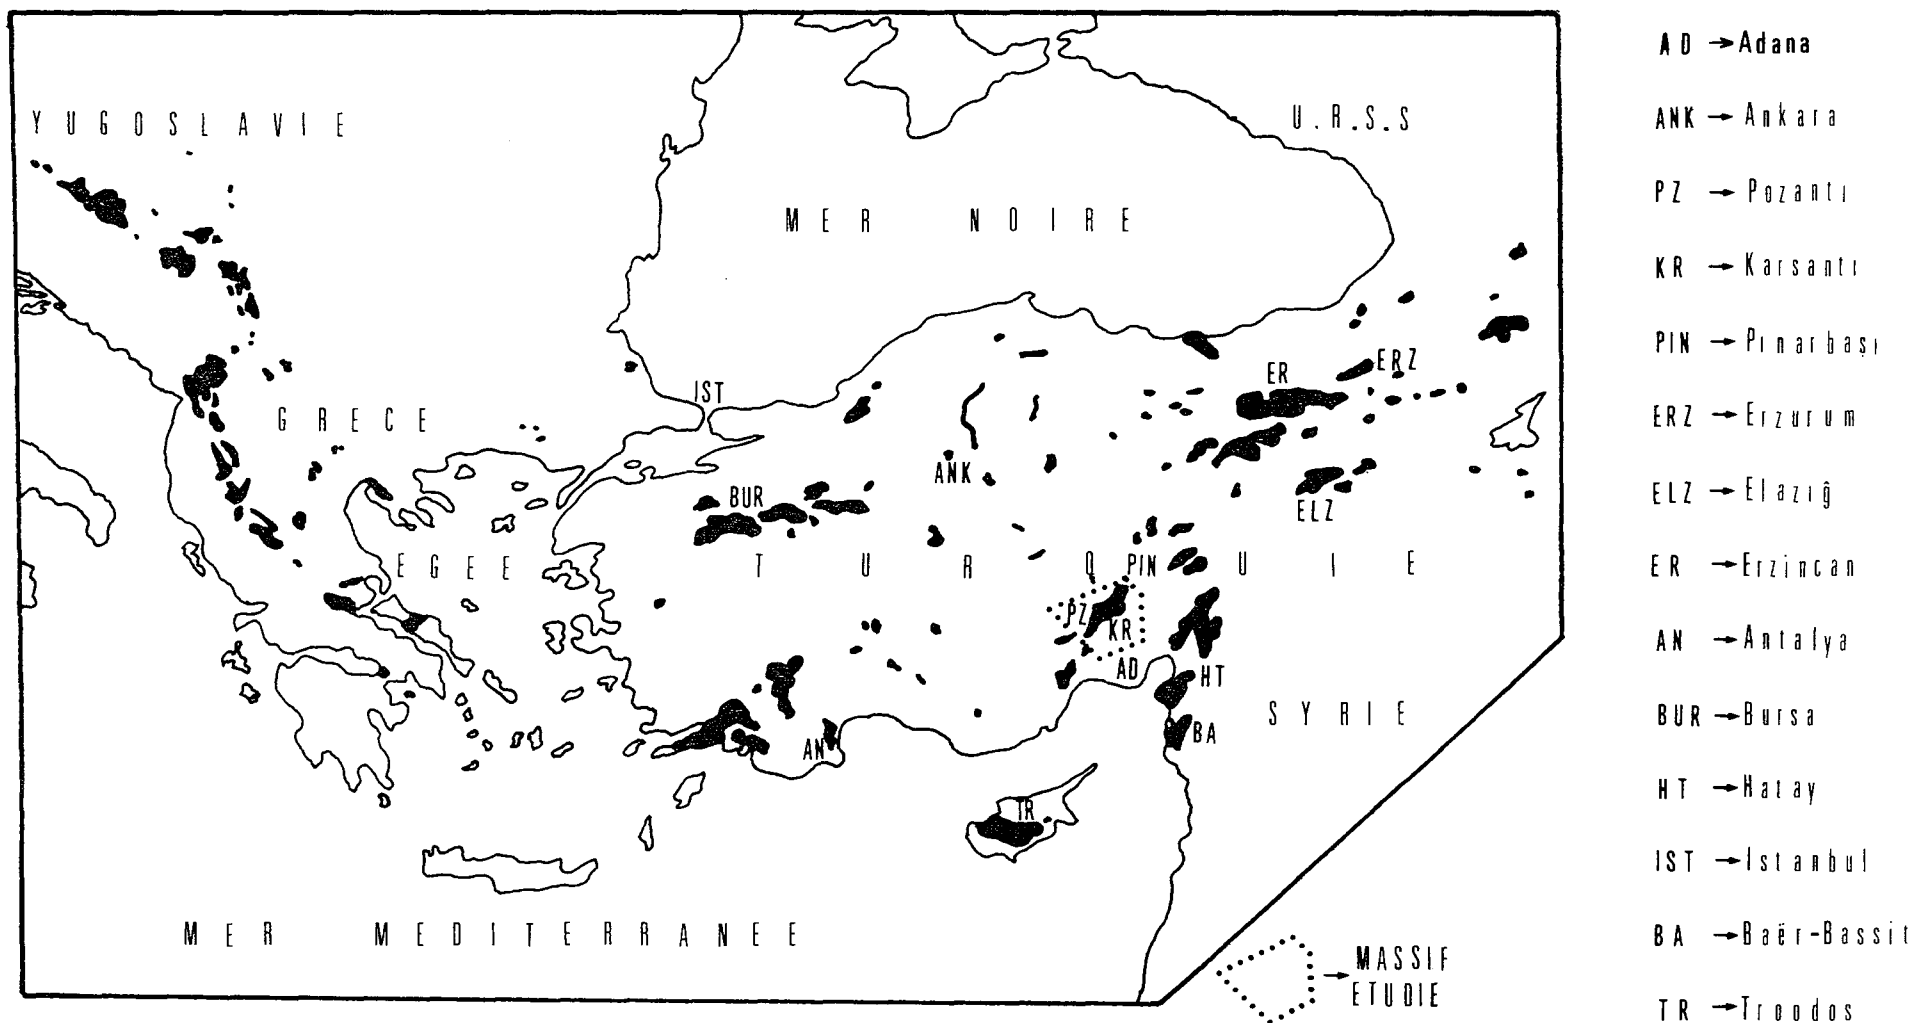 YUGOSLAVIE
U.R.S.S
MER NOIRE
ERZ
ER
IST
GRECE
ANK
BUR
ELZ
EGEE
TURQUIE
PIN
PZ
KR
AD
HT
SYRIE
BA
AN
TR
MER MEDITERRANEE
MASSIF
ETUDIE
AD → Adana
ANK → Ankara
PZ → Pozantı
KR → Karsantı
PIN → Pınarbaşı
ERZ → Erzurum
ELZ → Elazığ
ER → Erzincan
AN → Antalya
BUR → Bursa
HT → Hatay
IST → Istanbul
BA → Baër-Bassit
TR → Troodos